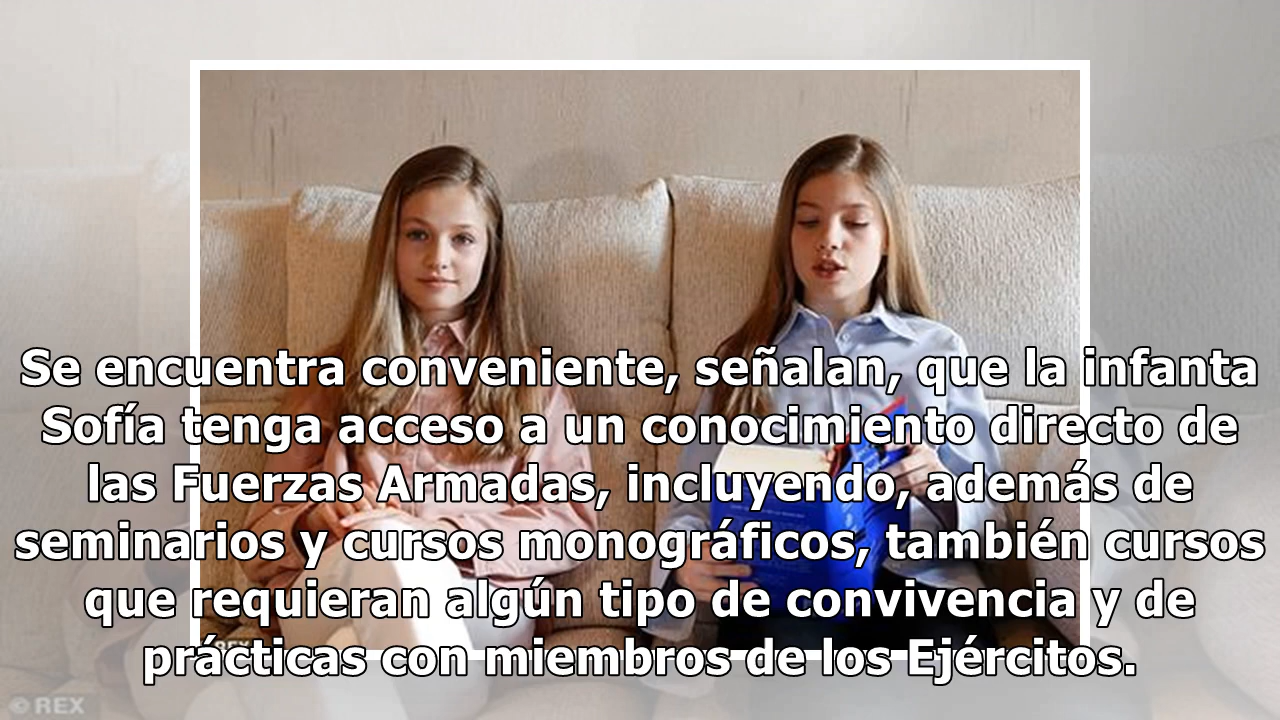 Se encuentra conveniente, señalan, que la infanta
Sofía tenga acceso a un conocimiento directo de
las Fuerzas Armadas, incluyendo, además de
seminarios y cursos monográficos, también cursos
que requieran algún tipo de convivencia y de
prácticas con miembros de los Ejércitos.
© REX